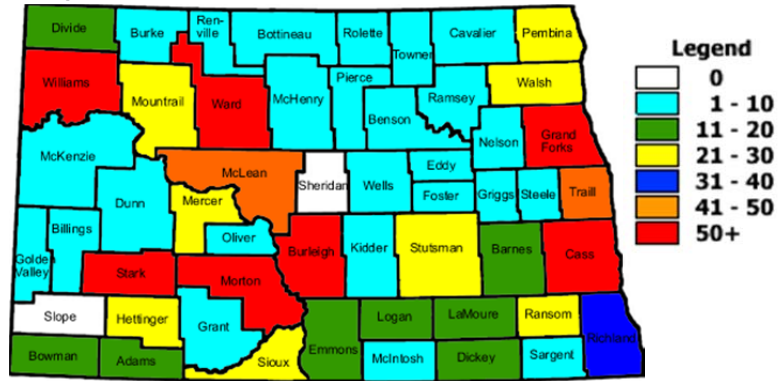 Divide
Burke
Ren-
ville
Bottineau
Rolette
Towner
Cavalier
Pembina
Williams
Mountrail
Ward
McHenry
Pierce
Benson
Ramsey
Walsh
Nelson
Grand
Forks
McKenzie
Dunn
McLean
Mercer
Oliver
Sheridan
Wells
Eddy
Foster
Griggs
Steele
Traill
Golden
Valley
Billings
Stark
Morton
Burleigh
Kidder
Stutsman
Barnes
Cass
Slope
Hettinger
Grant
Bowman
Adams
Sioux
Emmons
Logan
LaMoure
Ransom
Richland
McIntosh
Dickey
Sargent
Legend
0
1 - 10
11 - 20
21 - 30
31 - 40
41 - 50
50+